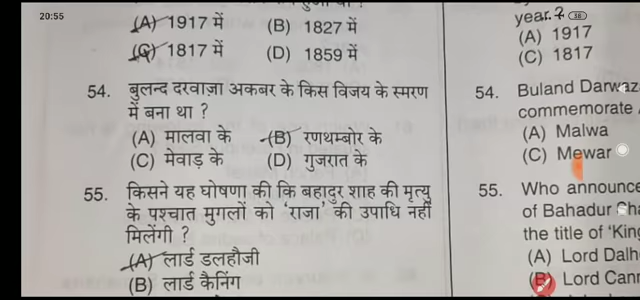 20:55
(A) 1917 में (B) 1827 में
(C) 1817 में (D) 1859 में
54. बुलन्द दरवाज़ा अकबर के किस विजय के स्मरण
में बना था ?
(A) मालवा के (B) रणथम्बोर के
(C) मेवाड़ के (D) गुजरात के
55. किसने यह घोषणा की कि बहादुर शाह की मृत्यु
के पश्चात मुगलों को ‘राजा’ की उपाधि नहीं
मिलेंगी ?
(A) लार्ड डलहौजी
(B) लार्ड कैनिंग
year ?
(A) 1917
(C) 1817
54. Buland Darwaz
commemorate
(A) Malwa
(C) Mewar
55. Who announce
of Bahadur Sha
the title of ‘King
(A) Lord Dalh
(B) Lord Cann